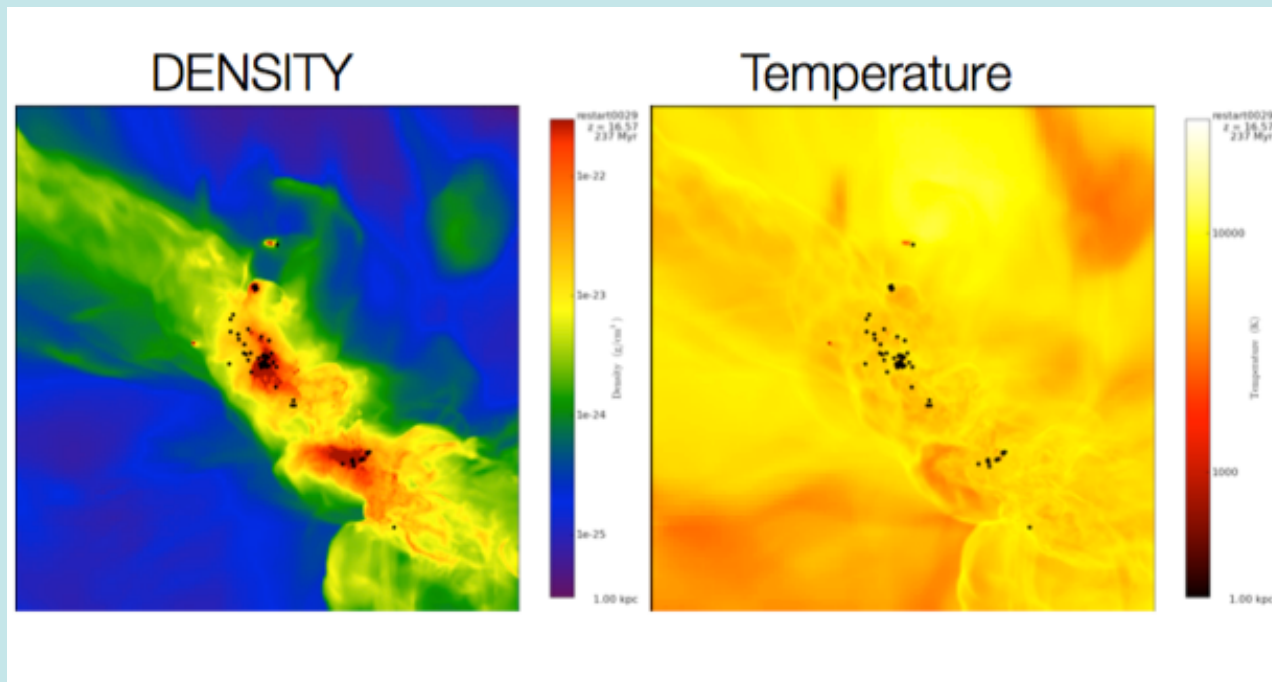 DENSITY
Temperature
restart0029
z = 16.57
237 Myr
1e-22
1e-23
1e-24
1e-25
Density (g/cm³)
1.00 kpc
restart0029
z = 16.57
237 Myr
10000
1000
Temperature (K)
1.00 kpc